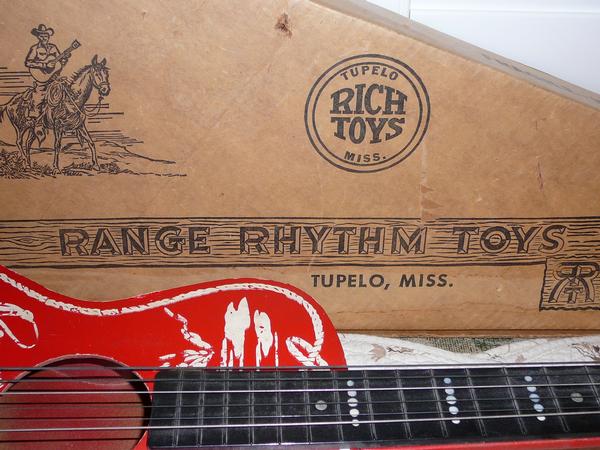 TUPELO
RICH
TOYS
MISS.
RANGE RHYTHM TOYS
TUPELO, MISS.